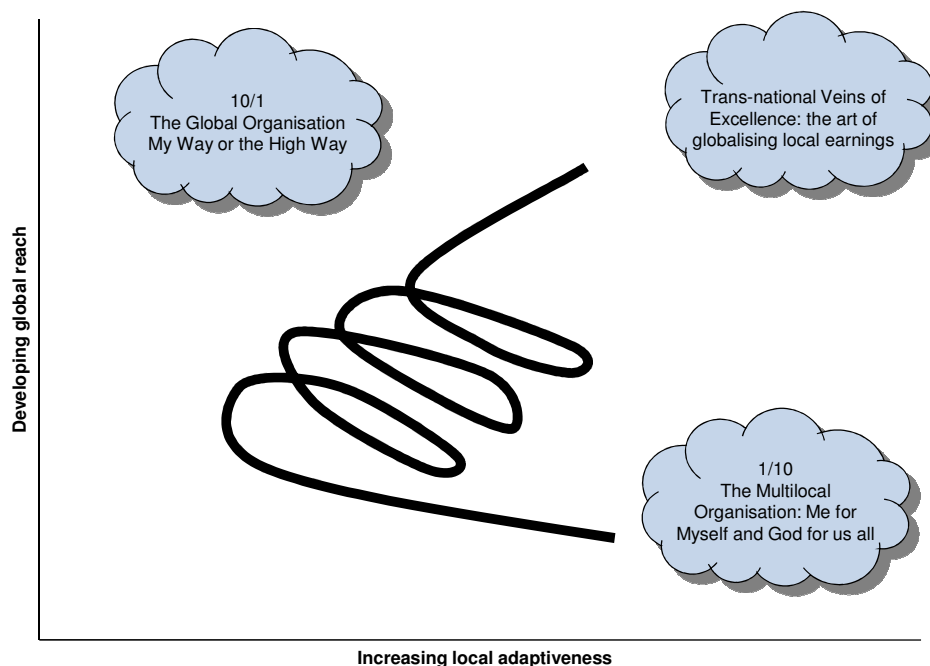 10/1
The Global Organisation
My Way or the High Way
Trans-national Veins of
Excellence: the art of
globalising local earnings
Developing global reach
1/10
The Multilocal
Organisation: Me for
Myself and God for us all
Increasing local adaptiveness